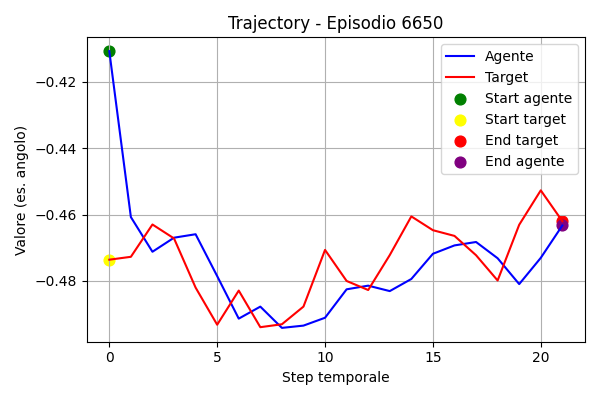 Trajectory - Episodio 6650
Valore (es. angolo)
−0.42
−0.44
−0.46
−0.48
0
5
10
15
20
Step temporale
Agente
Target
Start agente
Start target
End target
End agente